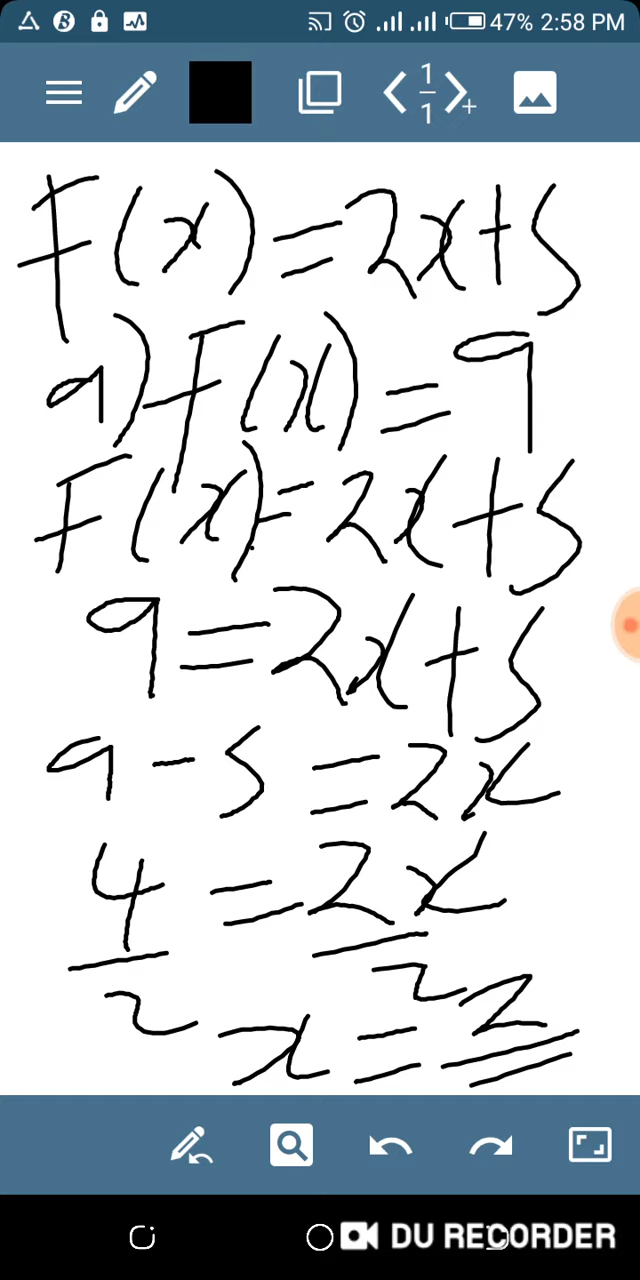 47% 2:58 PM
1
1
F(x)=2x+5
a) F(x)=9
F(x)=2x+5
9=2x+5
9-5=2x
4 = 2x
2 2
x=2
DU RECORDER